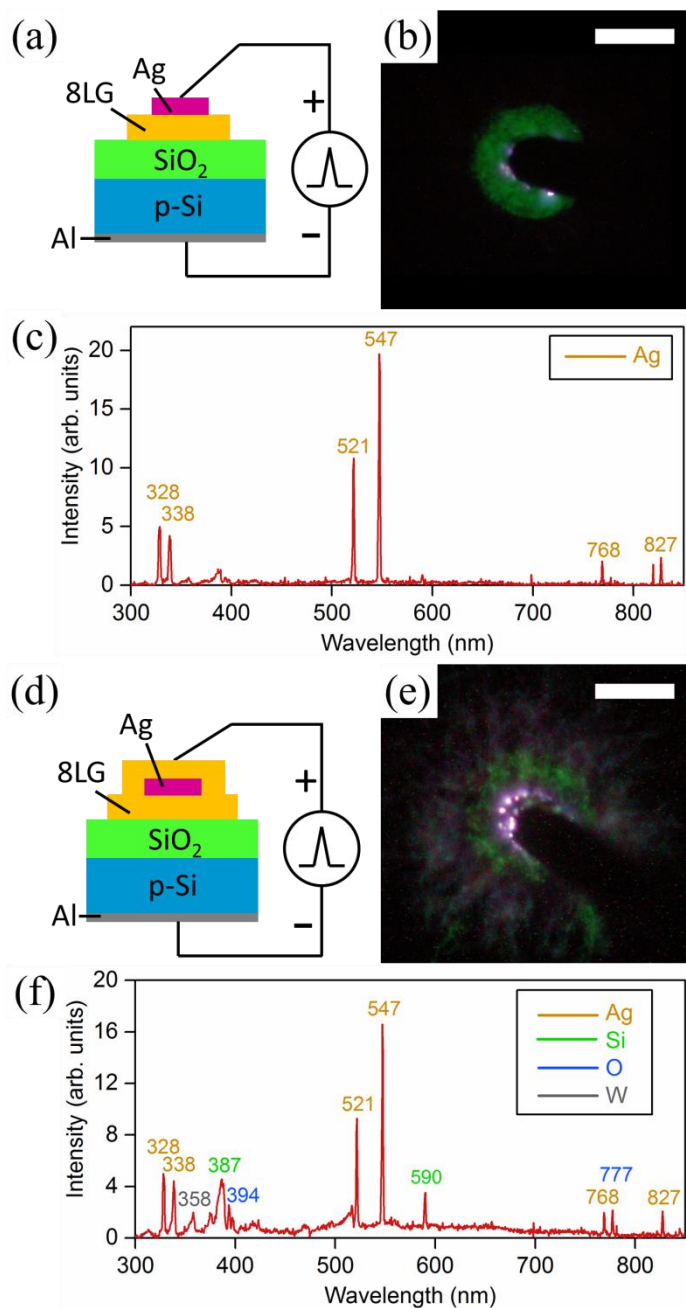 (a)
Ag
8LG
SiO2
p-Si
Al
+
−
(b)
(c)
Intensity (arb. units)
20
15
10
5
0
328
338
521
547
768
827
Ag
300 400 500 600 700 800
Wavelength (nm)
(d)
Ag
8LG
SiO2
p-Si
Al
+
−
(e)
(f)
Intensity (arb. units)
20
16
12
8
4
0
328
338
358
387
394
521
547
590
777
768
827
Ag
Si
O
W
300 400 500 600 700 800
Wavelength (nm)